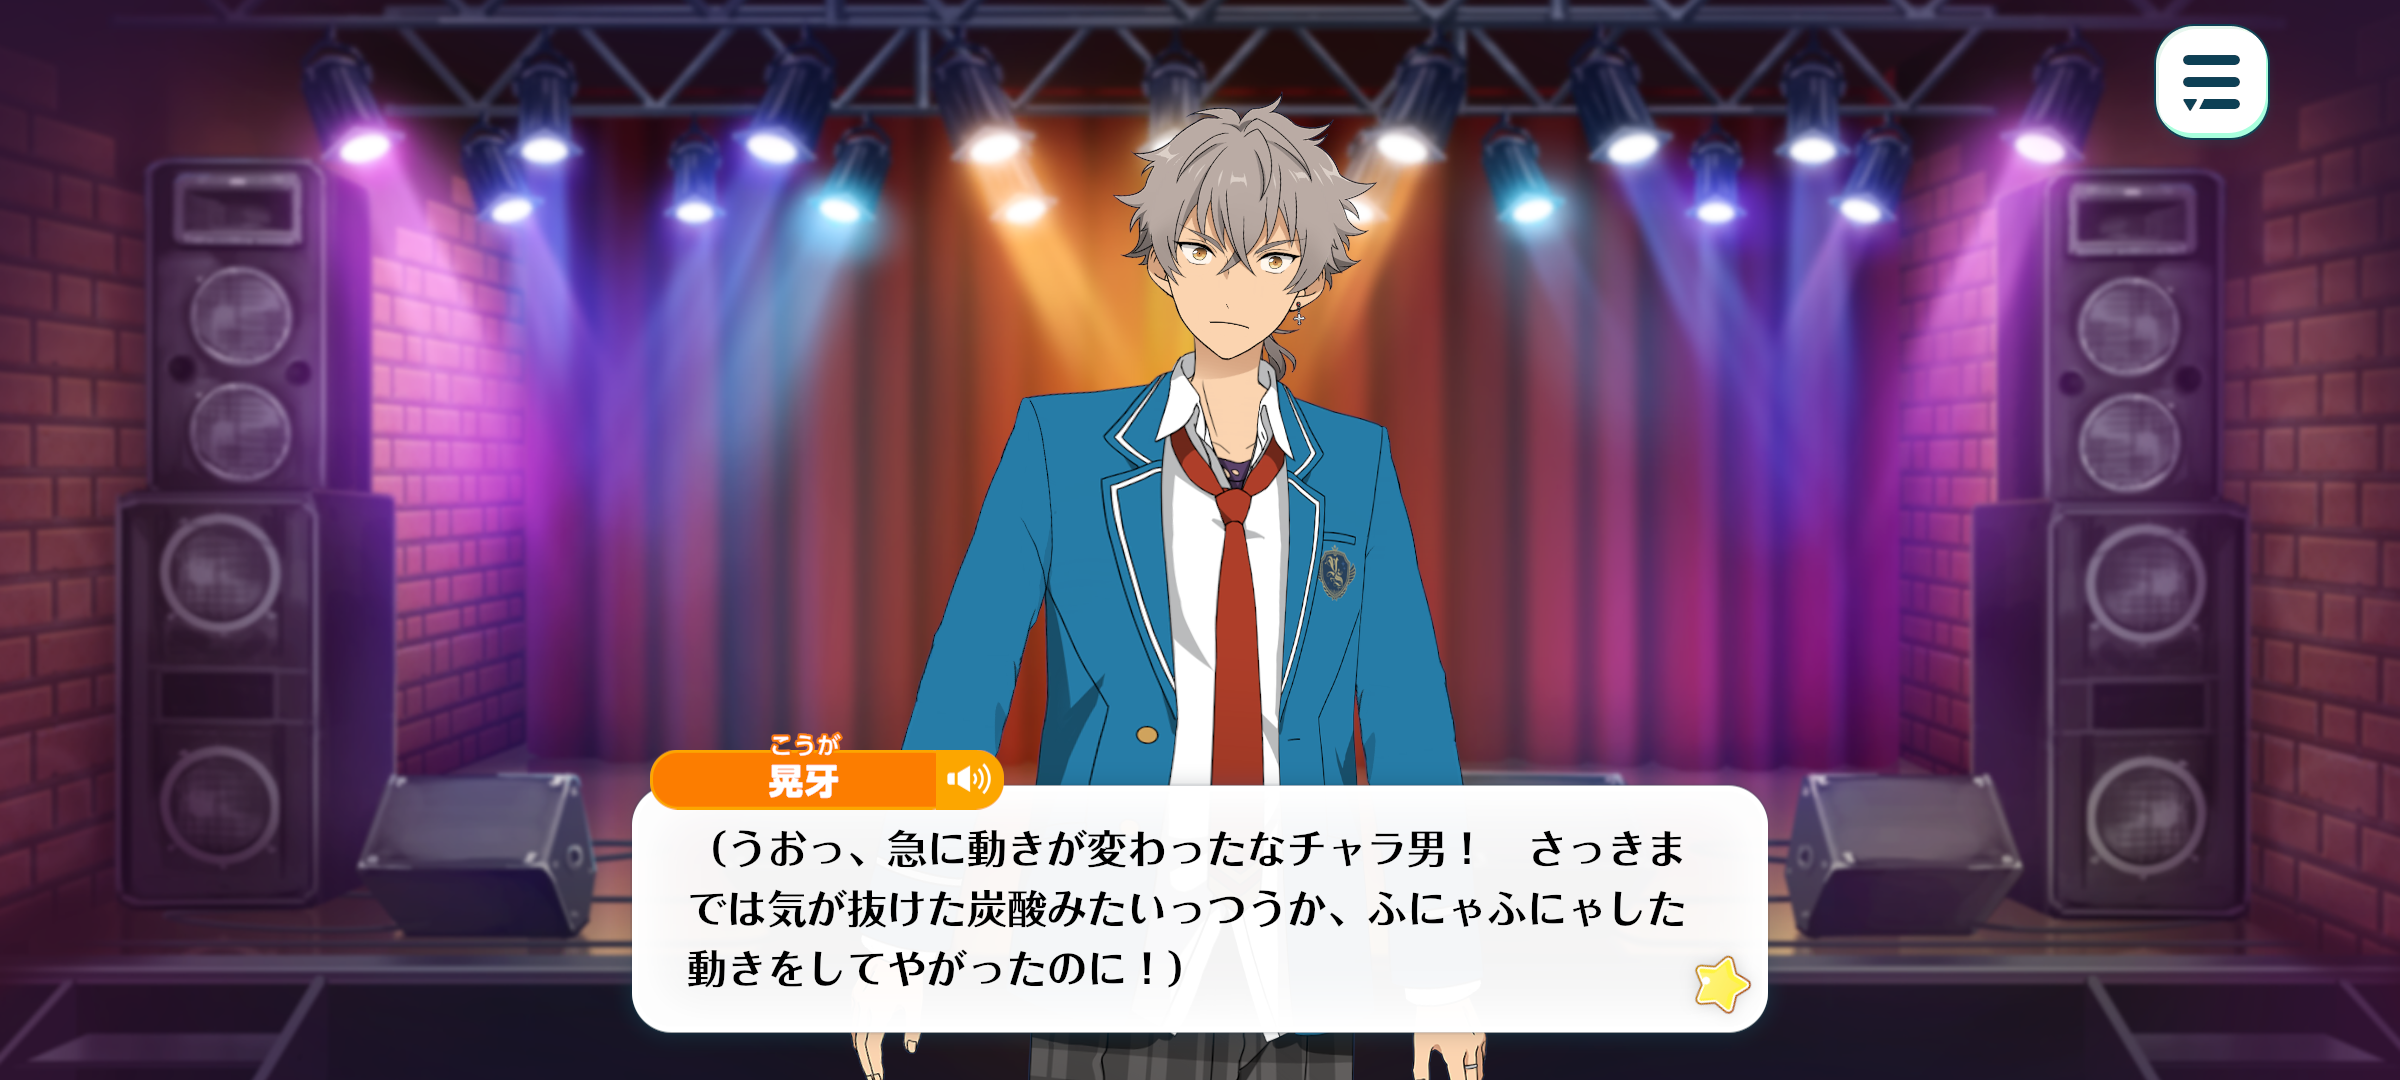 こうが
晃牙
（うおっ、急に動きが変わったなチャラ男！　さっきま
では気が抜けた炭酸みたいっつうか、ふにゃふにゃした
動きをしてやがったのに！）